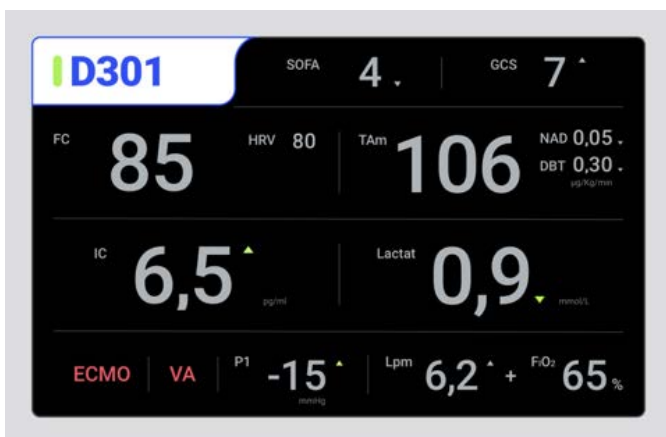 D301 SOFA 4 GCS 7
FC 85 HRV 80 TAm 106 NAD 0,05
DBT 0,30
µg/Kg/min
IC 6,5 pg/ml Lactat 0,9 mmol/L
ECMO VA P1 -15 mmHg Lpm 6,2 + FiO2 65 %